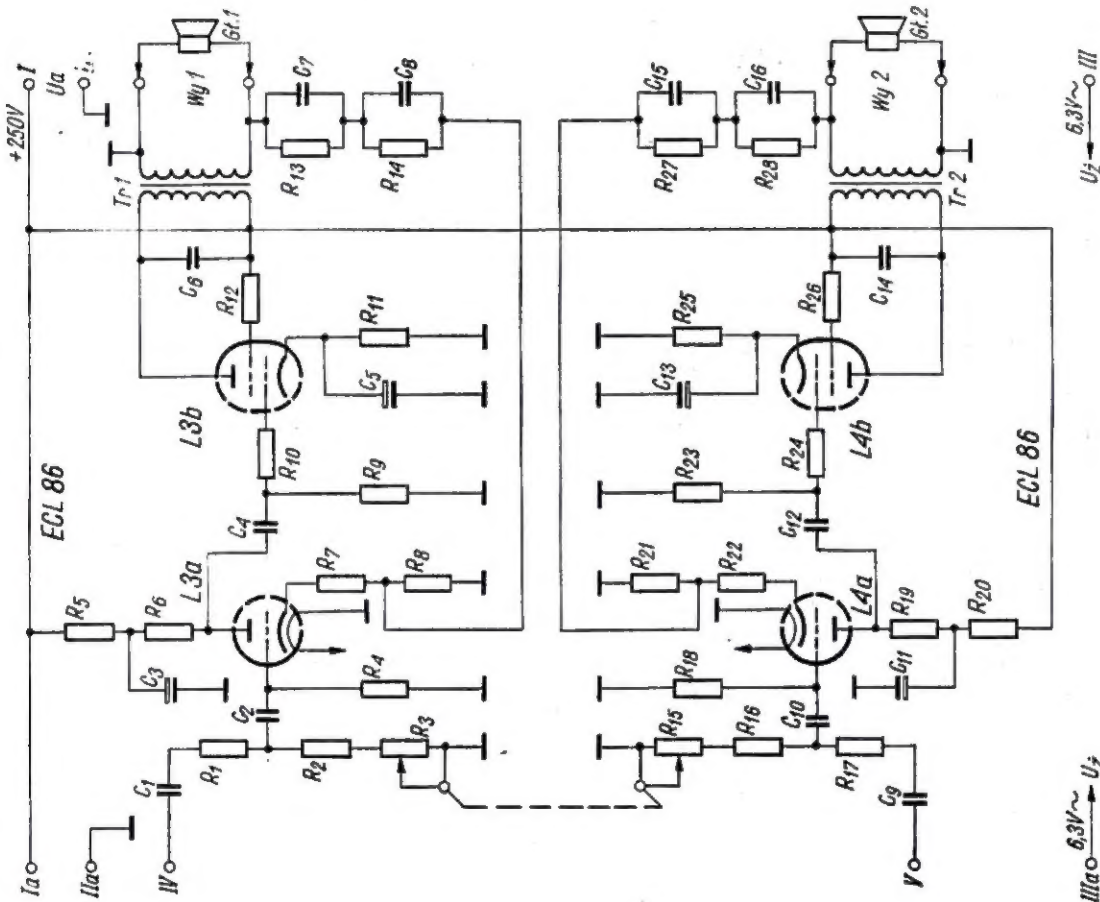 Ia
+250V
I
IIa
Ua
IV
ECL 86
C1
R1
R2
R3
C2
R4
C3
R5
R6
L3a
R7
R8
C4
R9
R10
L3b
C5
R11
R12
C6
Tr1
Wy 1
Gł.1
R13
C7
R14
C8
R27
C15
R28
C16
Wy 2
Gł.2
Tr 2
C14
R26
R25
C13
L4b
R24
R23
C12
R21
R22
L4a
R19
R20
C11
R18
C10
R15
R16
R17
C9
V
ECL 86
IIIa
6,3V~
Uż
Uż
6,3V~
III